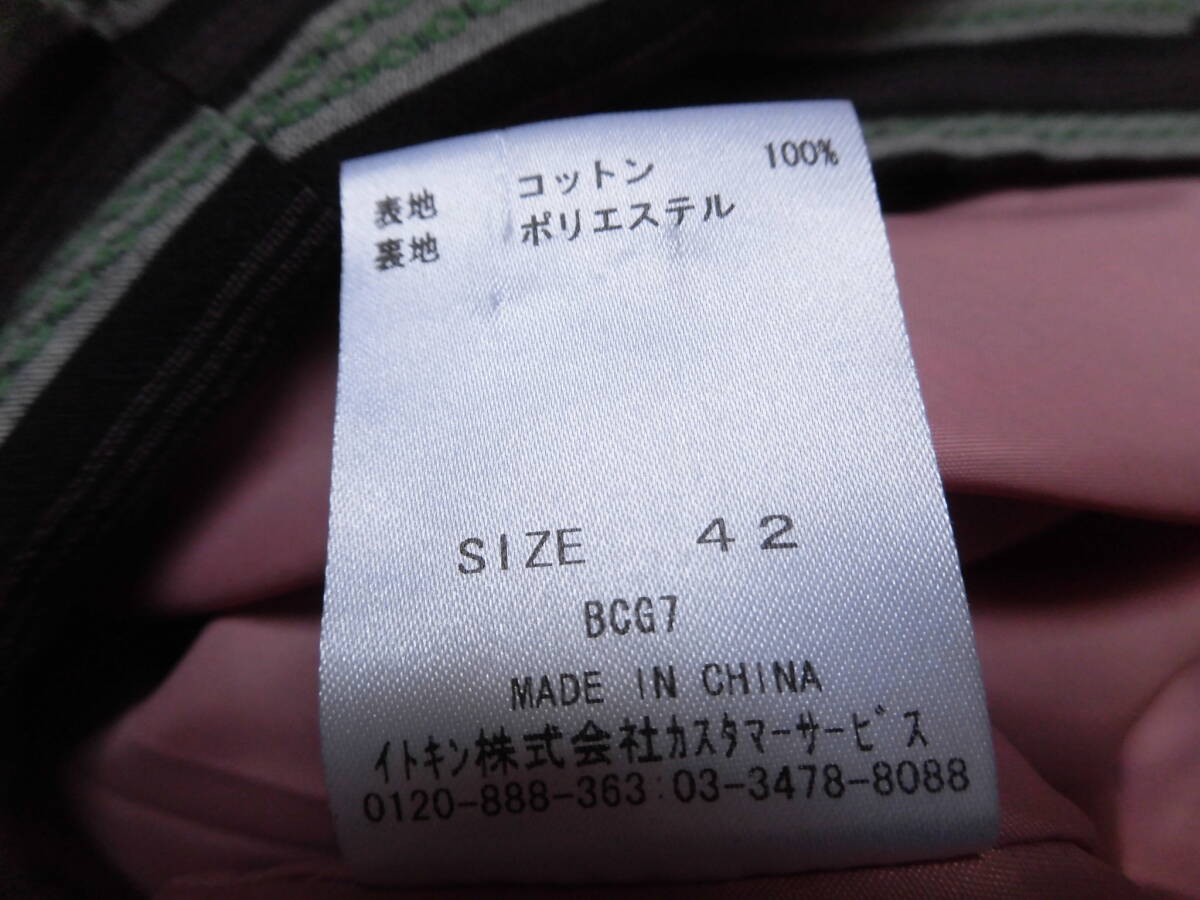 表地 コットン 100%
裏地 ポリエステル
SIZE 42
BCG7
MADE IN CHINA
イトキン株式会社カスタマーサービス
0120-888-363:03-3478-8088